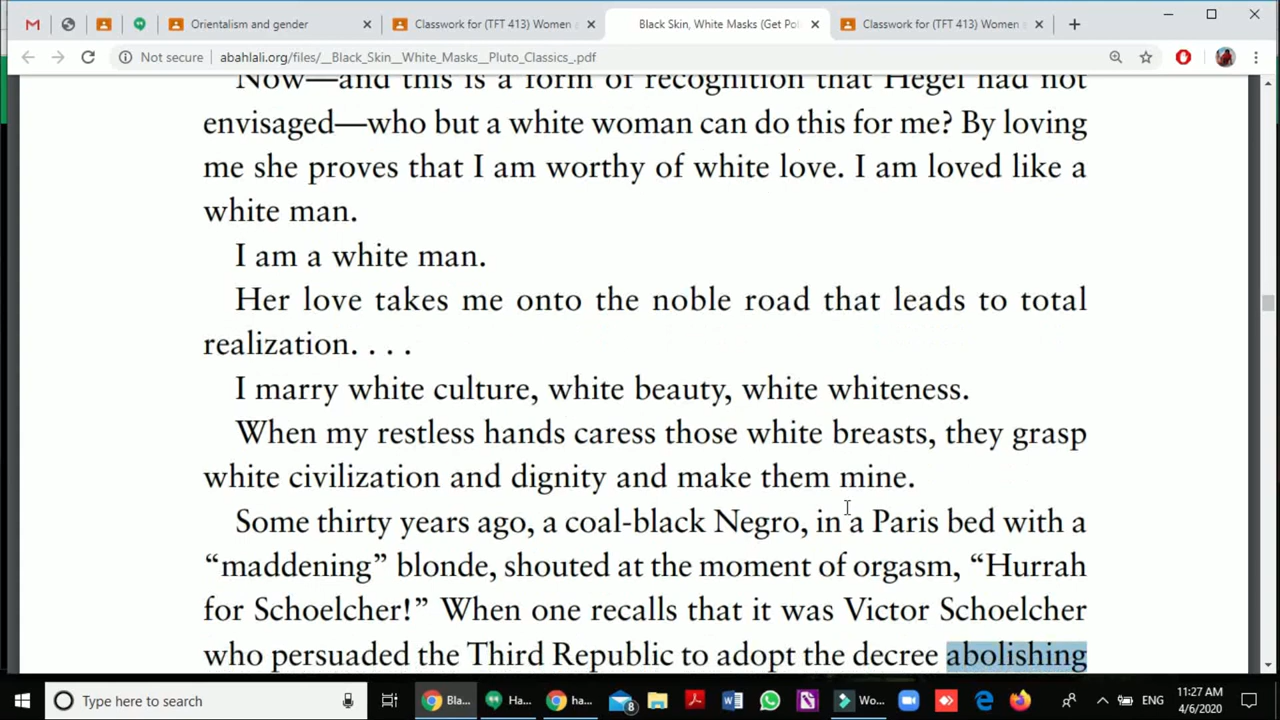 Orientalism and gender
Classwork for (TFT 413) Women
Black Skin, White Masks (Get Pol
Classwork for (TFT 413) Women
Not secure
abahlali.org/files/__Black_Skin__White_Masks__Pluto_Classics_.pdf
Now—and this is a form of recognition that Hegel had not
envisaged—who but a white woman can do this for me? By loving
me she proves that I am worthy of white love. I am loved like a
white man.
I am a white man.
Her love takes me onto the noble road that leads to total
realization. . . .
I marry white culture, white beauty, white whiteness.
When my restless hands caress those white breasts, they grasp
white civilization and dignity and make them mine.
Some thirty years ago, a coal-black Negro, in a Paris bed with a
“maddening” blonde, shouted at the moment of orgasm, “Hurrah
for Schoelcher!” When one recalls that it was Victor Schoelcher
who persuaded the Third Republic to adopt the decree abolishing
Type here to search
Bla...
Ha...
ha...
8
Wo...
ENG
11:27 AM
4/6/2020